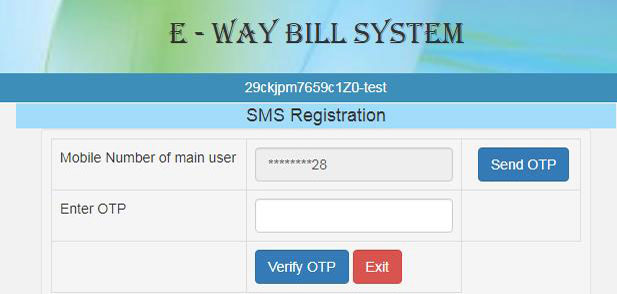 E - WAY BILL SYSTEM
29ckjpm7659c1Z0-test
SMS Registration
Mobile Number of main user ********28 Send OTP
Enter OTP
Verify OTP Exit